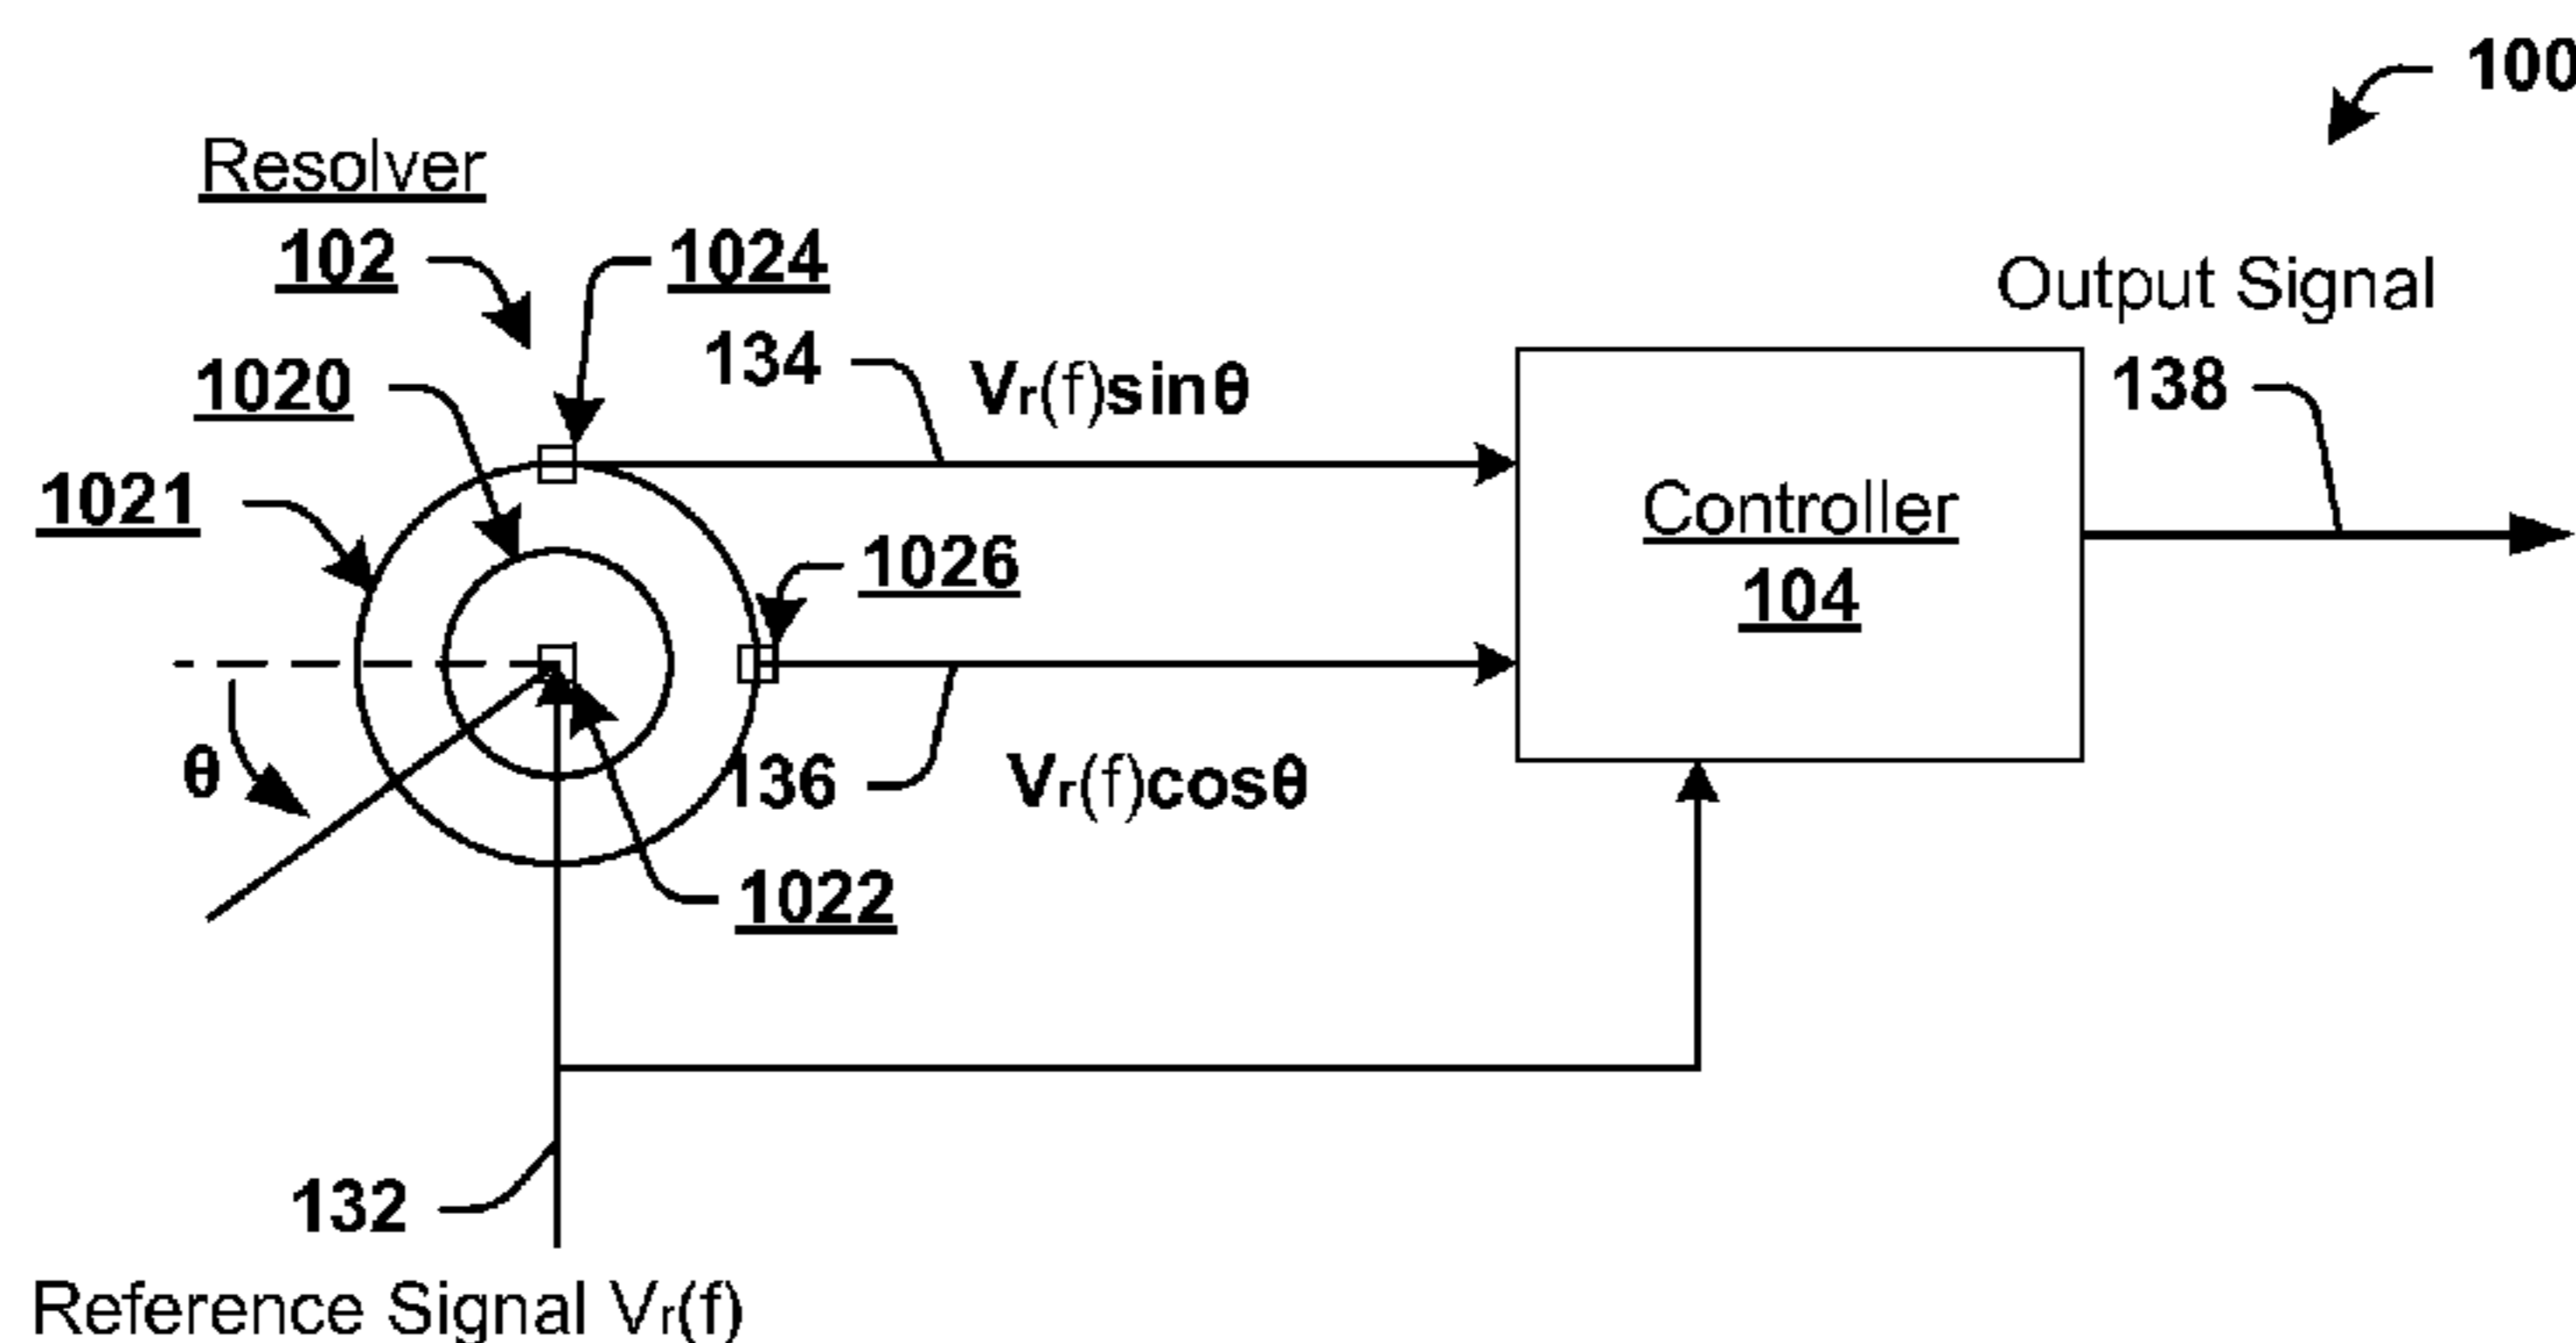 100
Resolver
102
1024
Output Signal
134
Vr(f)sinθ
138
1020
1021
Controller
104
1026
θ
136
Vr(f)cosθ
1022
132
Reference Signal Vr(f)